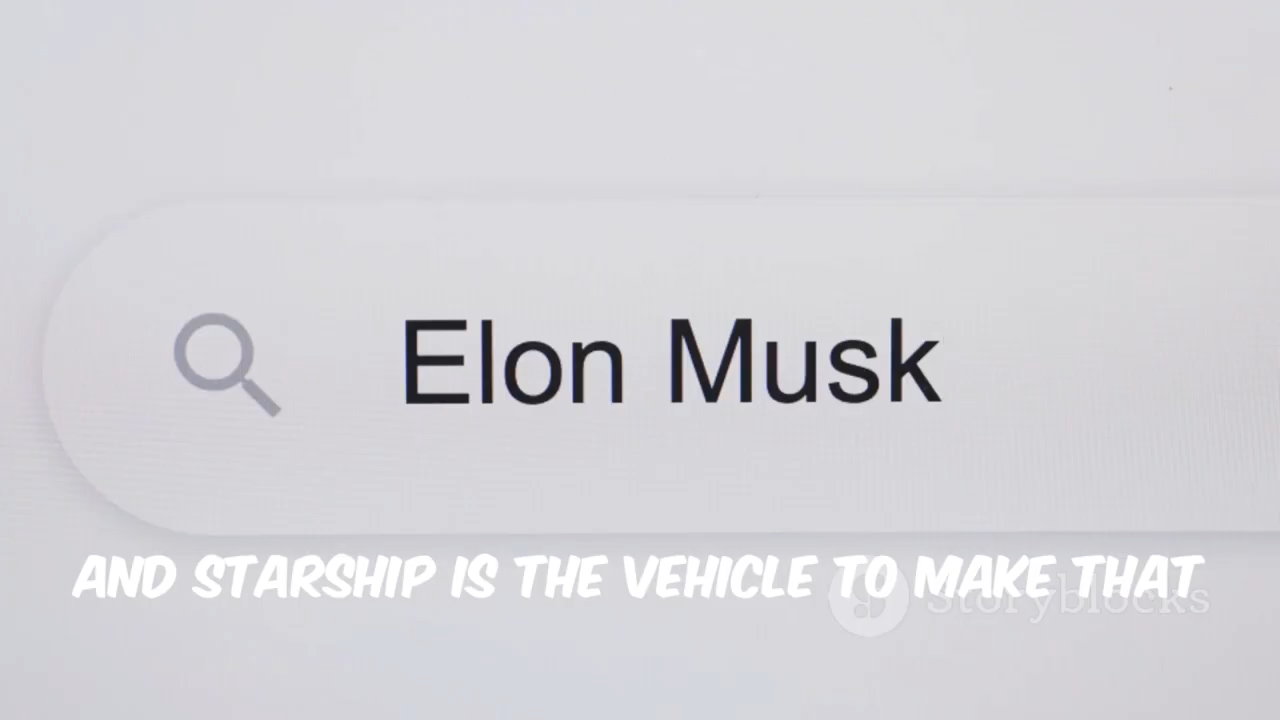 Elon Musk
AND STARSHIP IS THE VEHICLE TO MAKE THAT
Storyblocks